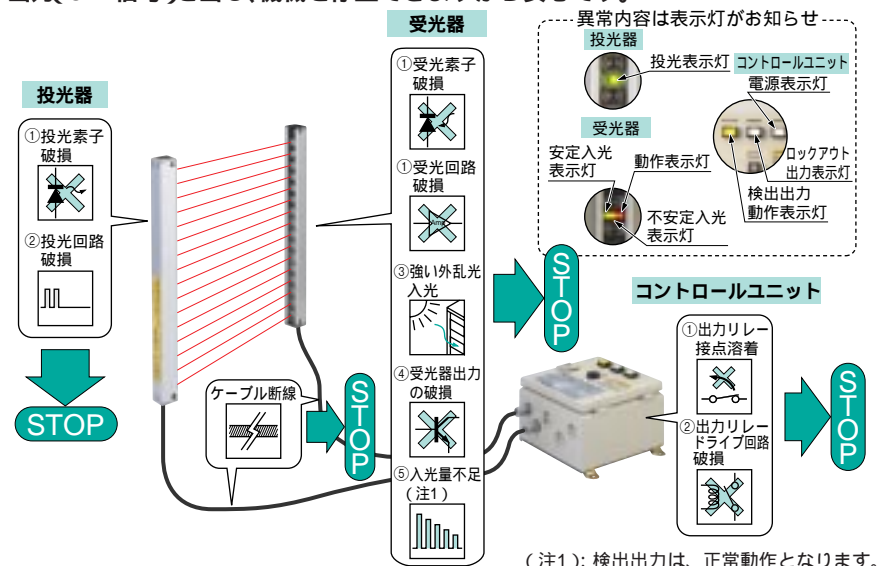 投光器
①投光素子
破損
②投光回路
破損
STOP
ケーブル断線
STOP
受光器
①受光素子
破損
①受光回路
破損
Amp
③強い外乱光
入光
④受光器出力
の破損
⑤入光量不足
(注1)
STOP
異常内容は表示灯がお知らせ
投光器
投光表示灯
コントロールユニット
電源表示灯
ロックアウト
出力表示灯
検出出力
動作表示灯
受光器
安定入光
表示灯
動作表示灯
不安定入光
表示灯
コントロールユニット
①出力リレー
接点溶着
②出力リレー
ドライブ回路
破損
STOP
(注1): 検出出力は、正常動作となります。